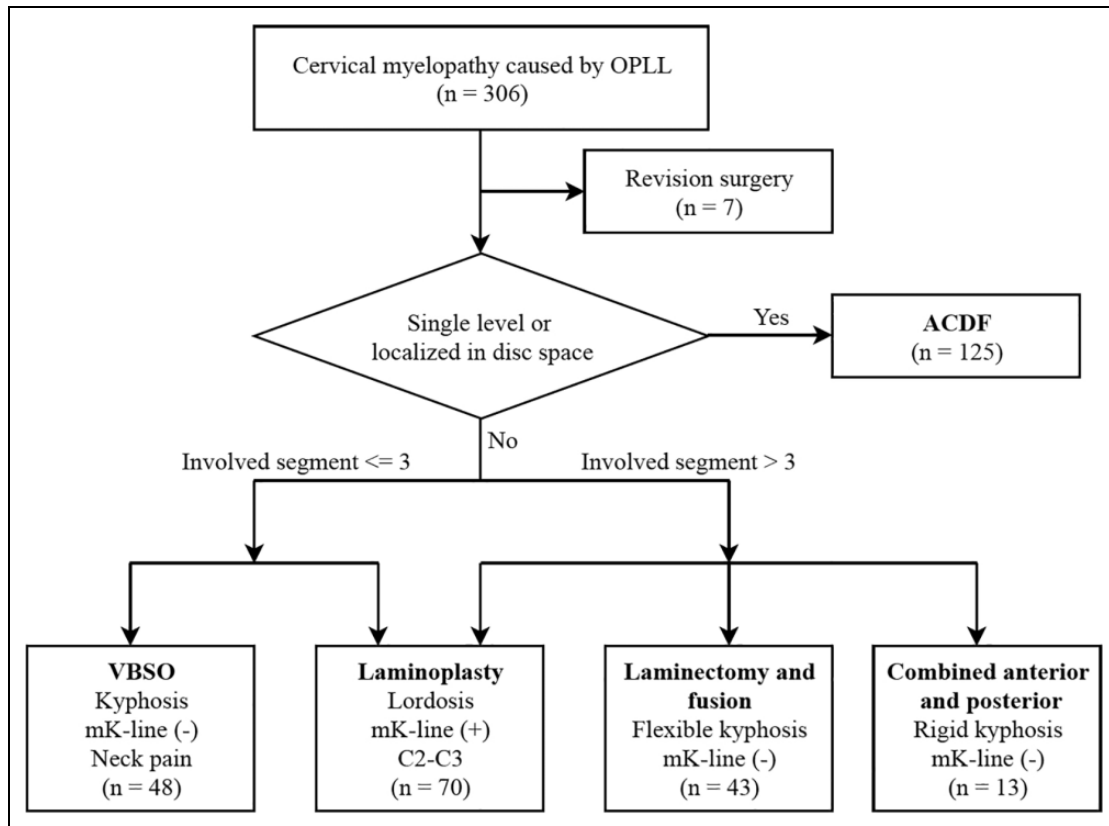 Cervical myelopathy caused by OPLL
(n = 306)
Revision surgery
(n = 7)
Single level or
localized in disc space
Yes
ACDF
(n = 125)
No
Involved segment <= 3
Involved segment > 3
VBSO
Kyphosis
mK-line (-)
Neck pain
(n = 48)
Laminoplasty
Lordosis
mK-line (+)
C2-C3
(n = 70)
Laminectomy and
fusion
Flexible kyphosis
mK-line (-)
(n = 43)
Combined anterior
and posterior
Rigid kyphosis
mK-line (-)
(n = 13)